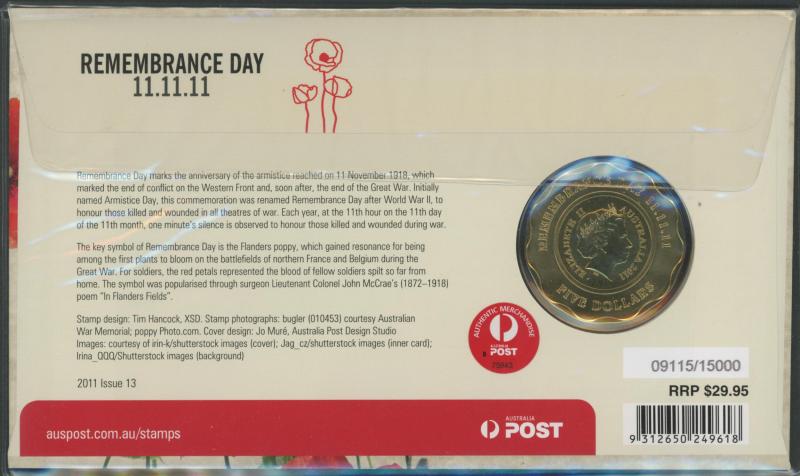 REMEMBRANCE DAY
11.11.11
Remembrance Day marks the anniversary of the armistice reached on 11 November 1918, which
marked the end of conflict on the Western Front and, soon after, the end of the Great War. Initially
named Armistice Day, this commemoration was renamed Remembrance Day after World War II, to
honour those killed and wounded in all theatres of war. Each year, at the 11th hour on the 11th day
of the 11th month, one minute's silence is observed to honour those killed and wounded during war.
The key symbol of Remembrance Day is the Flanders poppy, which gained resonance for being
among the first plants to bloom on the battlefields of northern France and Belgium during the
Great War. For soldiers, the red petals represented the blood of fellow soldiers spilt so far from
home. The symbol was popularised through surgeon Lieutenant Colonel John McCrae's (1872–1918)
poem "In Flanders Fields".
Stamp design: Tim Hancock, XSD. Stamp photographs: bugler (010453) courtesy Australian
War Memorial; poppy Photo.com. Cover design: Jo Muré, Australia Post Design Studio
Images: courtesy of irin-k/shutterstock images (cover); Jag_cz/shutterstock images (inner card);
Irina_QQQ/Shutterstock images (background)
2011 Issue 13
REMEMBRANCE DAY 11.11.11
ELIZABETH II AUSTRALIA 2011
FIVE DOLLARS
AUTHENTIC MERCHANDISE
AUSTRALIA
POST
09115/15000
RRP $29.95
9 312650 249618
auspost.com.au/stamps
AUSTRALIA
POST